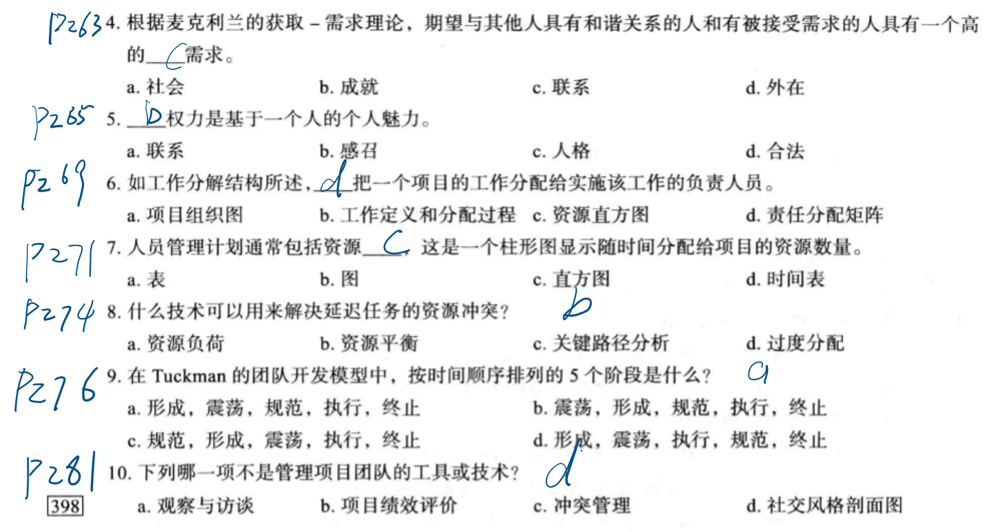 P263 4. 根据麦克利兰的获取－需求理论，期望与其他人具有和谐关系的人和有被接受需求的人具有一个高
的__C__需求。
a. 社会 b. 成就 c. 联系 d. 外在
P265 5. __b__权力是基于一个人的个人魅力。
a. 联系 b. 感召 c. 人格 d. 合法
P269 6. 如工作分解结构所述，__d__把一个项目的工作分配给实施该工作的负责人员。
a. 项目组织图 b. 工作定义和分配过程 c. 资源直方图 d. 责任分配矩阵
P271 7. 人员管理计划通常包括资源__C__，这是一个柱形图显示随时间分配给项目的资源数量。
a. 表 b. 图 c. 直方图 d. 时间表
P274 8. 什么技术可以用来解决延迟任务的资源冲突？ b
a. 资源负荷 b. 资源平衡 c. 关键路径分析 d. 过度分配
P276 9. 在 Tuckman 的团队开发模型中，按时间顺序排列的 5 个阶段是什么？ a
a. 形成，震荡，规范，执行，终止 b. 震荡，形成，规范，执行，终止
c. 规范，形成，震荡，执行，终止 d. 形成，震荡，执行，规范，终止
P281 10. 下列哪一项不是管理项目团队的工具或技术？ d
398 a. 观察与访谈 b. 项目绩效评价 c. 冲突管理 d. 社交风格剖面图